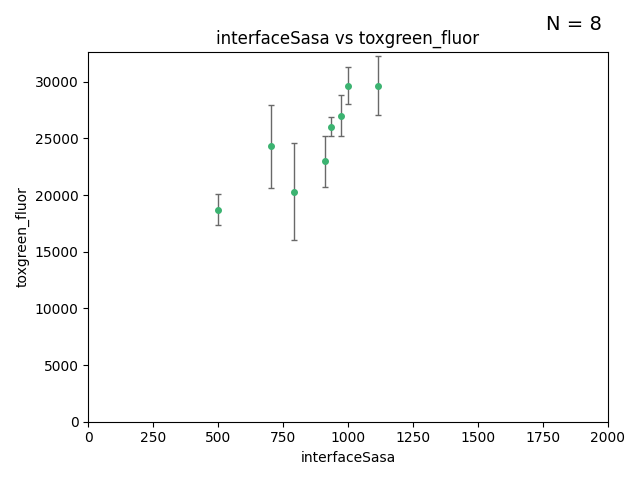 N = 8
interfaceSasa vs toxgreen_fluor
30000
25000
20000
15000
10000
5000
0
toxgreen_fluor
0 250 500 750 1000 1250 1500 1750 2000
interfaceSasa